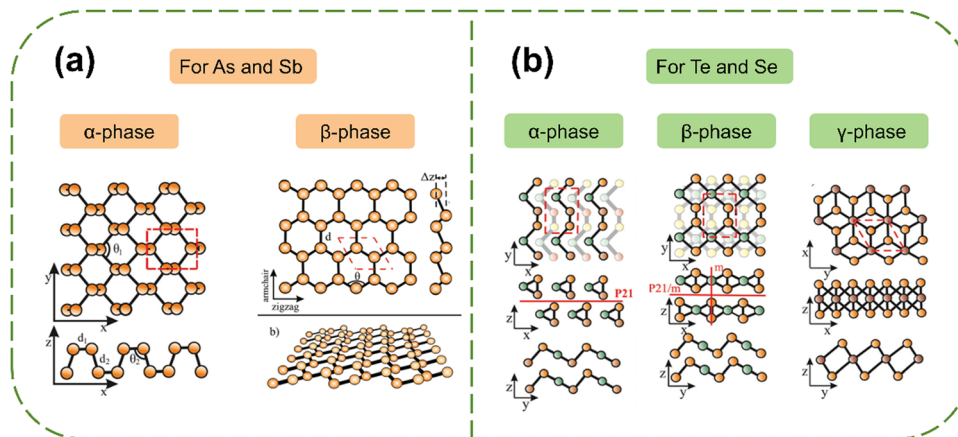 (a)
For As and Sb
α-phase
β-phase
θ₁
y
x
z
d₁
d₂
θ₂
x
Δz
d
θ
armchair
zigzag
b)
(b)
For Te and Se
α-phase
β-phase
γ-phase
y
x
P21
z
x
z
y
y
x
m
P21/m
z
x
z
y
x
y
z
x
z
y